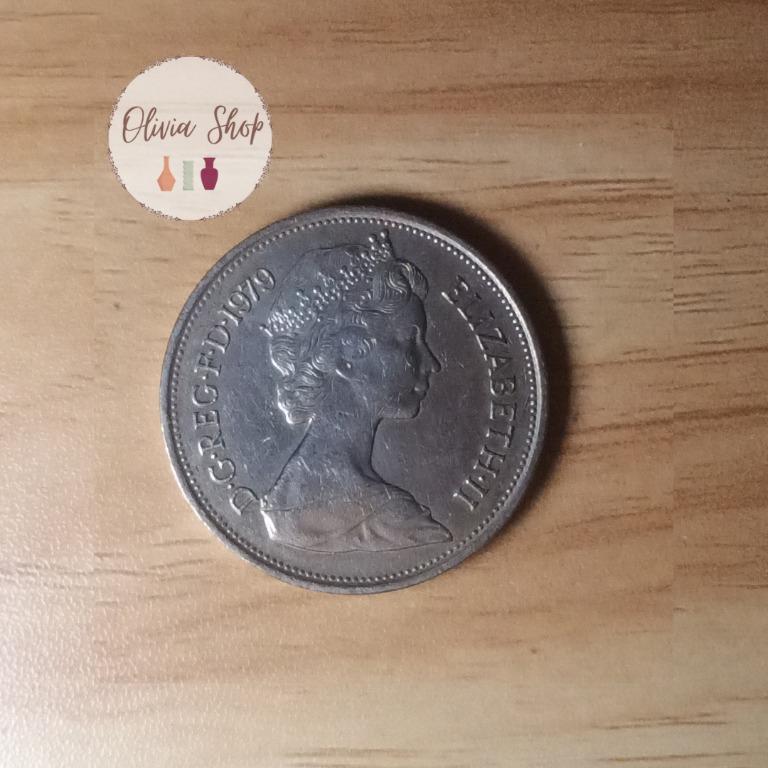 Olivia Shop
D·G·REG·F·D·1979
ELIZABETH·II